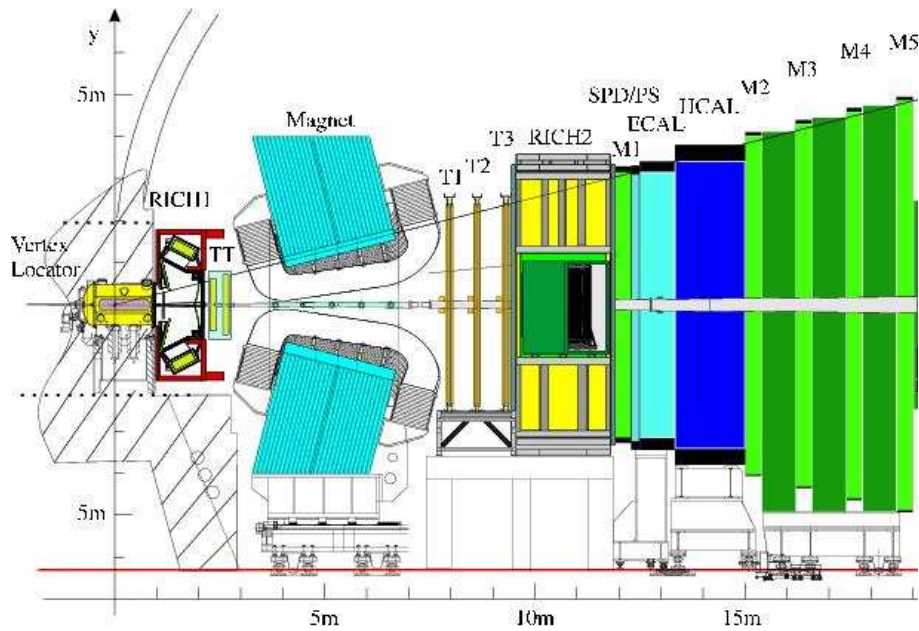 y
5m
Magnet
RICH1
Vertex
Locator
TT
T1
T2
T3
RICH2
M1
SPD/PS
ECAL
HCAL
M2
M3
M4
M5
5m
5m
10m
15m